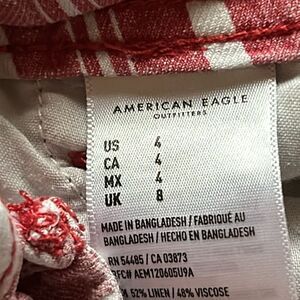 AMERICAN EAGLE
OUTFITTERS
US 4
CA 4
MX 4
UK 8
MADE IN BANGLADESH / FABRIQUÉ AU
BANGLADESH / HECHO EN BANGLADESH
RN 54485 / CA 03873
REC# AEM120605U9A
52% LINEN / 48% VISCOSE